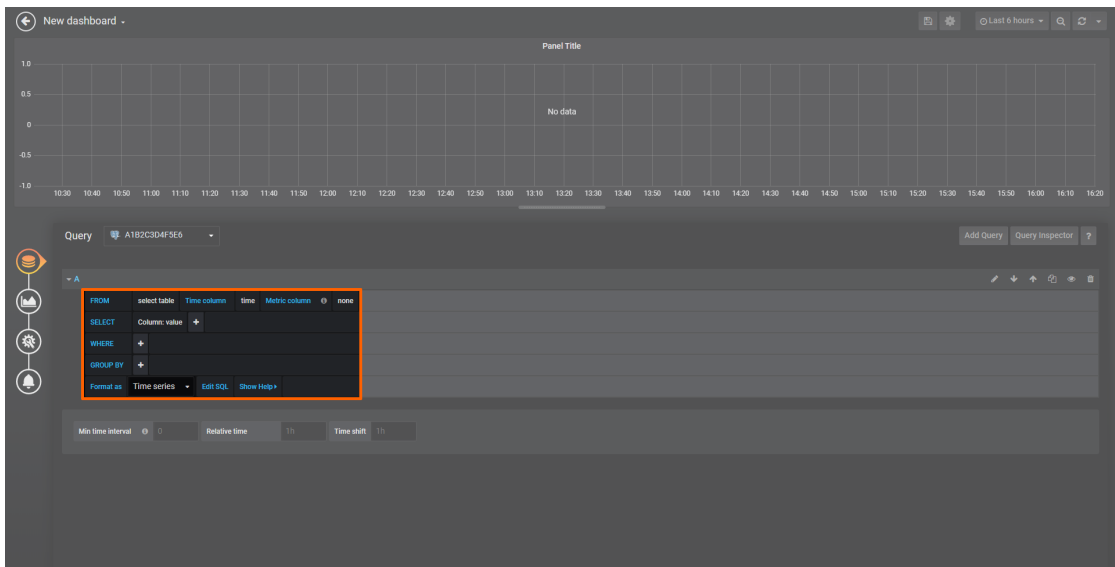 New dashboard
Last 6 hours
Panel Title
1.0
0.5
No data
0
-0.5
-1.0
10:30 10:40 10:50 11:00 11:10 11:20 11:30 11:40 11:50 12:00 12:10 12:20 12:30 12:40 12:50 13:00 13:10 13:20 13:30 13:40 13:50 14:00 14:10 14:20 14:30 14:40 14:50 15:00 15:10 15:20 15:30 15:40 15:50 16:00 16:10 16:20
Query A1B2C3D4F5E6 Add Query Query Inspector ?
A
FROM select table Time column time Metric column none
SELECT Column: value +
WHERE +
GROUP BY +
Format as Time series Edit SQL Show Help
Min time interval 0 Relative time 1h Time shift 1h